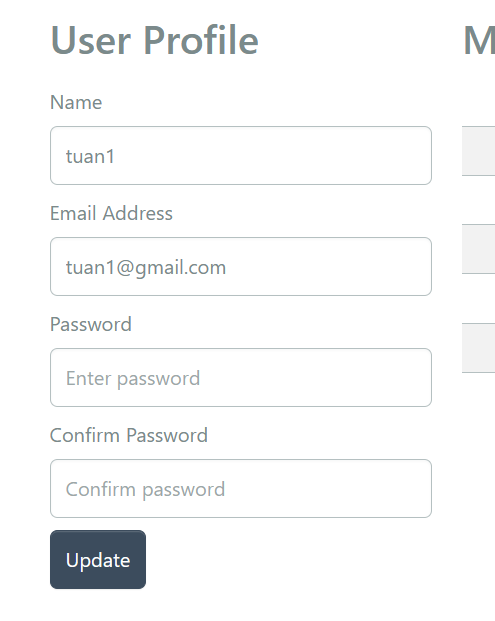 User Profile
Name
tuan1
Email Address
tuan1@gmail.com
Password
Enter password
Confirm Password
Confirm password
Update